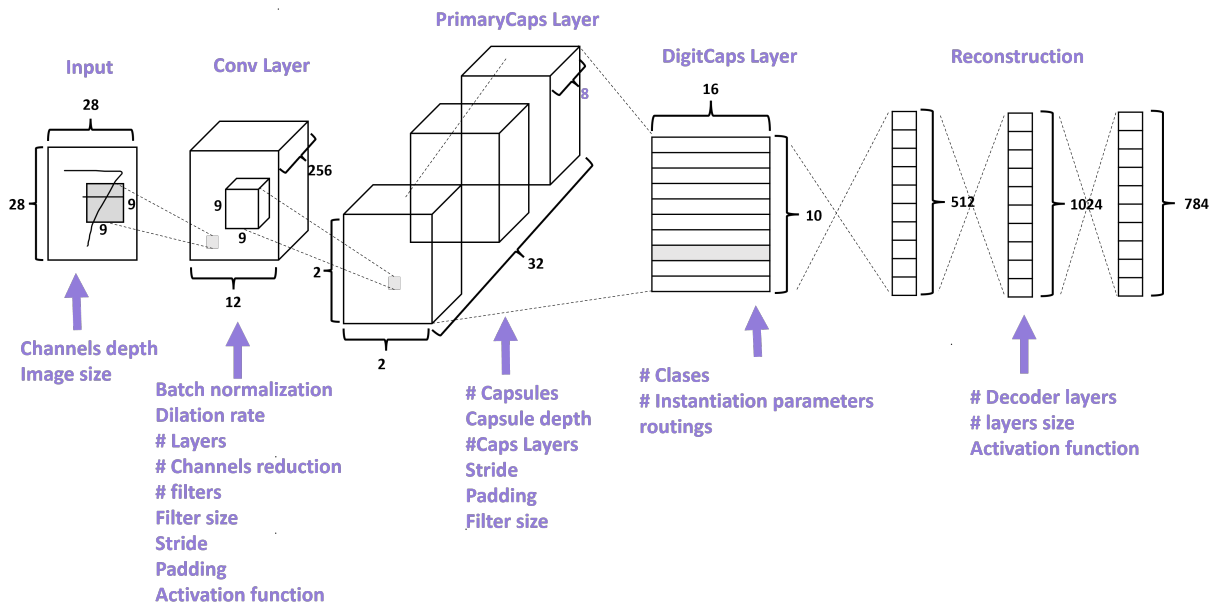 PrimaryCaps Layer
Input
Conv Layer
DigitCaps Layer
Reconstruction
28
28
9
9
256
9
9
12
8
32
2
2
16
10
512
1024
784
Channels depth
Image size
Batch normalization
Dilation rate
# Layers
# Channels reduction
# filters
Filter size
Stride
Padding
Activation function
# Capsules
Capsule depth
#Caps Layers
Stride
Padding
Filter size
# Clases
# Instantiation parameters
routings
# Decoder layers
# layers size
Activation function